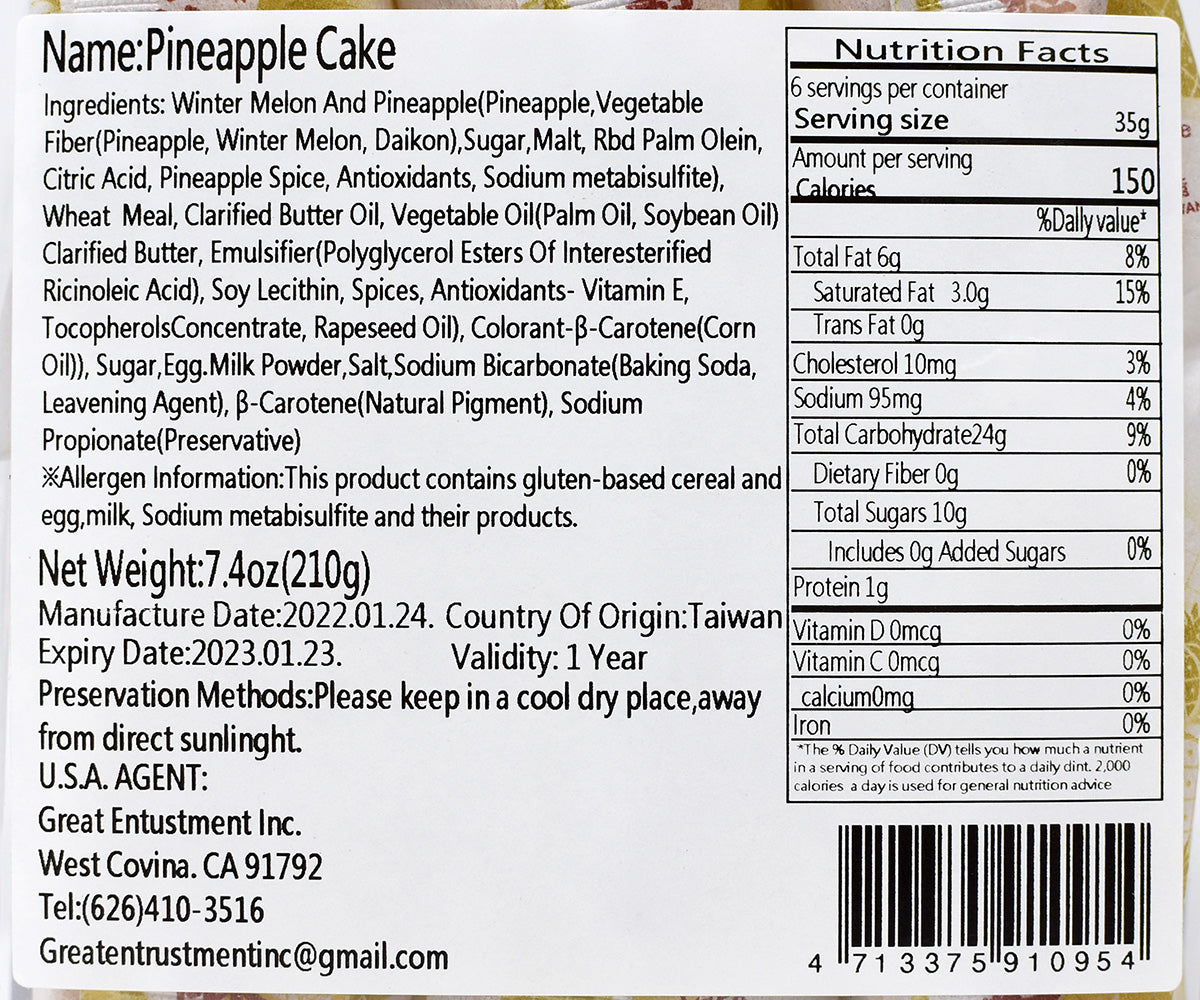 Name:Pineapple Cake
Ingredients: Winter Melon And Pineapple(Pineapple,Vegetable
Fiber(Pineapple, Winter Melon, Daikon),Sugar,Malt, Rbd Palm Olein,
Citric Acid, Pineapple Spice, Antioxidants, Sodium metabisulfite),
Wheat Meal, Clarified Butter Oil, Vegetable Oil(Palm Oil, Soybean Oil)
Clarified Butter, Emulsifier(Polyglycerol Esters Of Interesterified
Ricinoleic Acid), Soy Lecithin, Spices, Antioxidants- Vitamin E,
TocopherolsConcentrate, Rapeseed Oil), Colorant-β-Carotene(Corn
Oil)), Sugar,Egg.Milk Powder,Salt,Sodium Bicarbonate(Baking Soda,
Leavening Agent), β-Carotene(Natural Pigment), Sodium
Propionate(Preservative)
※Allergen Information:This product contains gluten-based cereal and
egg,milk, Sodium metabisulfite and their products.
Net Weight:7.4oz(210g)
Manufacture Date:2022.01.24. Country Of Origin:Taiwan
Expiry Date:2023.01.23. Validity: 1 Year
Preservation Methods:Please keep in a cool dry place,away
from direct sunlinght.
U.S.A. AGENT:
Great Entustment Inc.
West Covina. CA 91792
Tel:(626)410-3516
Greatentrustmentinc@gmail.com
Nutrition Facts
6 servings per container
Serving size 35g
Amount per serving
Calories 150
%Dally value*
Total Fat 6g 8%
Saturated Fat 3.0g 15%
Trans Fat 0g
Cholesterol 10mg 3%
Sodium 95mg 4%
Total Carbohydrate24g 9%
Dietary Fiber 0g 0%
Total Sugars 10g
Includes 0g Added Sugars 0%
Protein 1g
Vitamin D 0mcg 0%
Vitamin C 0mcg 0%
calcium0mg 0%
Iron 0%
*The % Daily Value (DV) tells you how much a nutrient
in a serving of food contributes to a daily dint. 2,000
calories a day is used for general nutrition advice
4 713375 910954